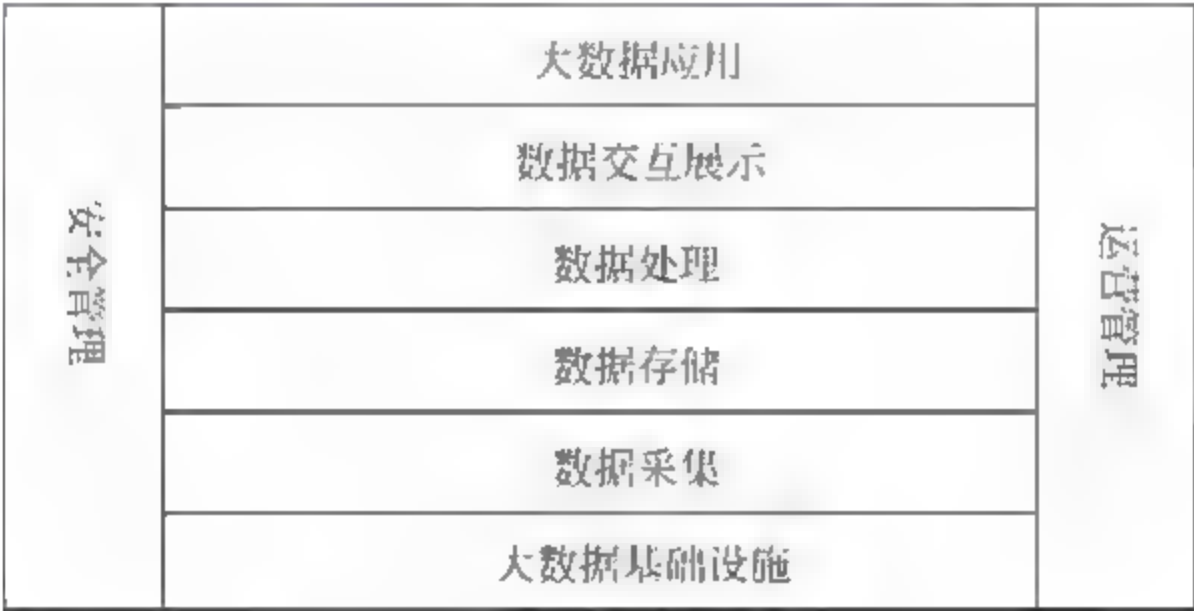 大数据应用
数据交互展示
数据处理
数据存储
数据采集
大数据基础设施
安全管理
运营管理